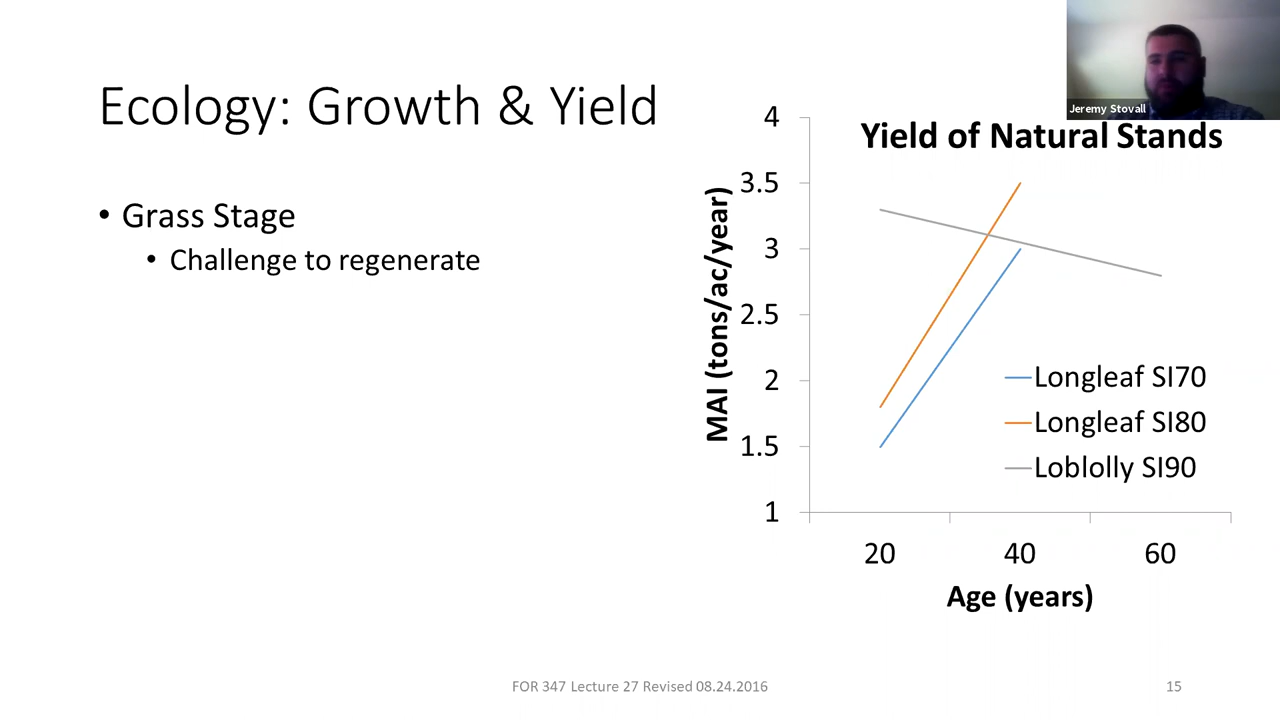 Jeremy Stovall
Ecology: Growth & Yield
• Grass Stage
• Challenge to regenerate
Yield of Natural Stands
MAI (tons/ac/year)
4
3.5
3
2.5
2
1.5
1
Longleaf SI70
Longleaf SI80
Loblolly SI90
20 40 60
Age (years)
FOR 347 Lecture 27 Revised 08.24.2016
15